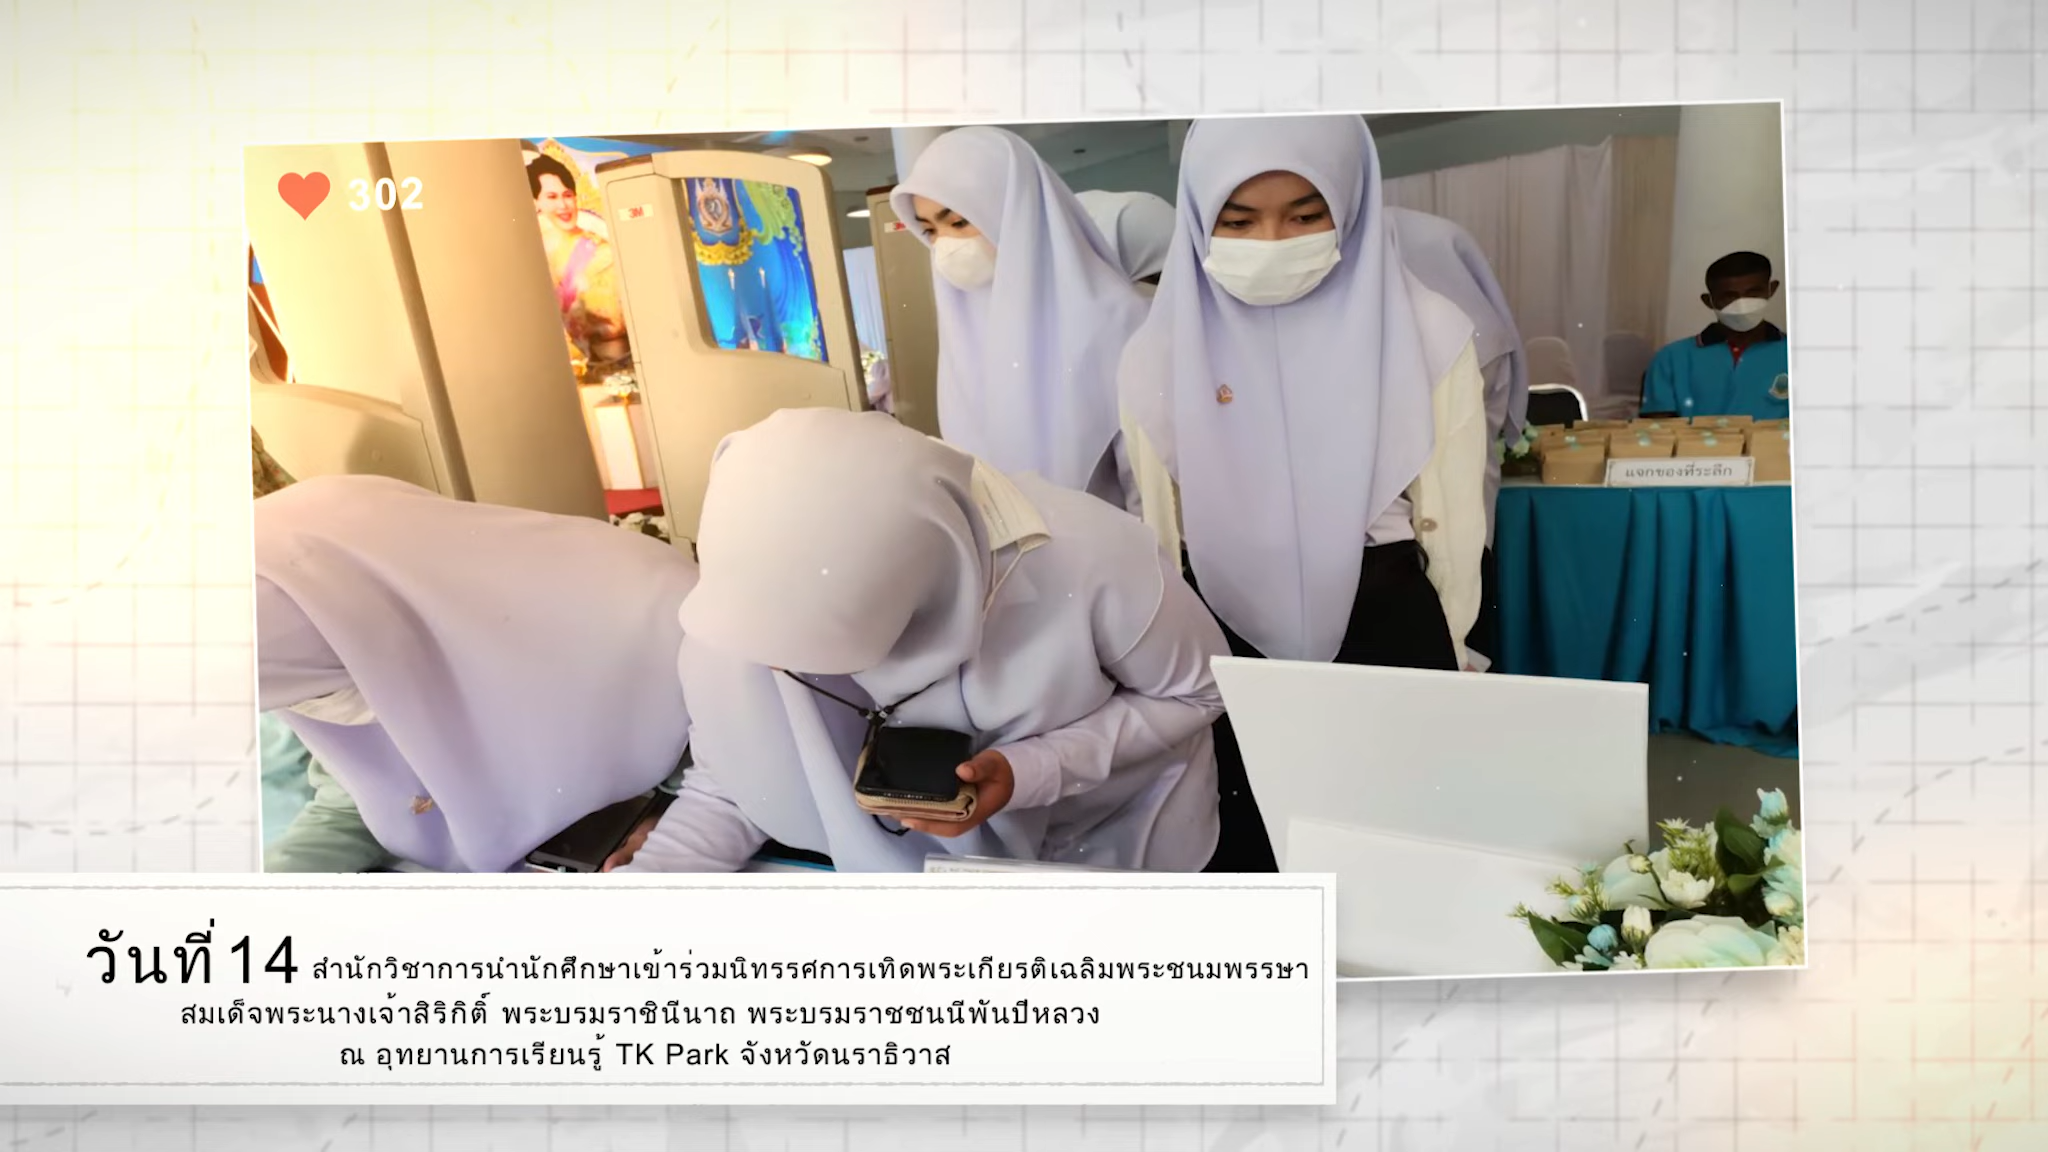 302
3M
3M
แจกของที่ระลึก
วันที่ 14 สำนักวิชาการนำนักศึกษาเข้าร่วมนิทรรศการเทิดพระเกียรติเฉลิมพระชนมพรรษา
สมเด็จพระนางเจ้าสิริกิติ์ พระบรมราชินีนาถ พระบรมราชชนนีพันปีหลวง
ณ อุทยานการเรียนรู้ TK Park จังหวัดนราธิวาส